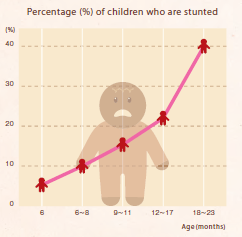 Percentage (%) of children who are stunted
(%)
40
30
20
10
0
6 6~8 9~11 12~17 18~23
Age (months)